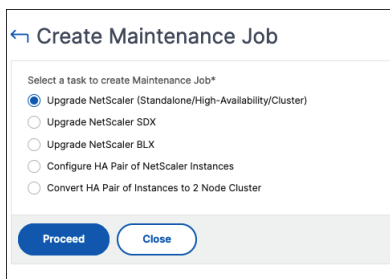 Create Maintenance Job
Select a task to create Maintenance Job*
Upgrade NetScaler (Standalone/High-Availability/Cluster)
Upgrade NetScaler SDX
Upgrade NetScaler BLX
Configure HA Pair of NetScaler Instances
Convert HA Pair of Instances to 2 Node Cluster
Proceed Close